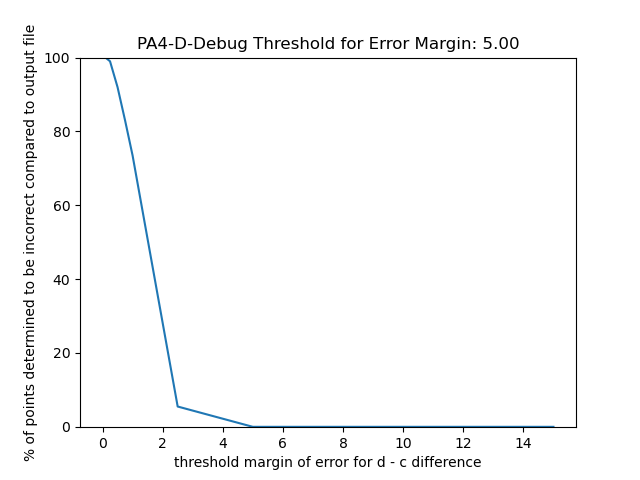 PA4-D-Debug Threshold for Error Margin: 5.00
% of points determined to be incorrect compared to output file
100
80
60
40
20
0
0 2 4 6 8 10 12 14
threshold margin of error for d - c difference